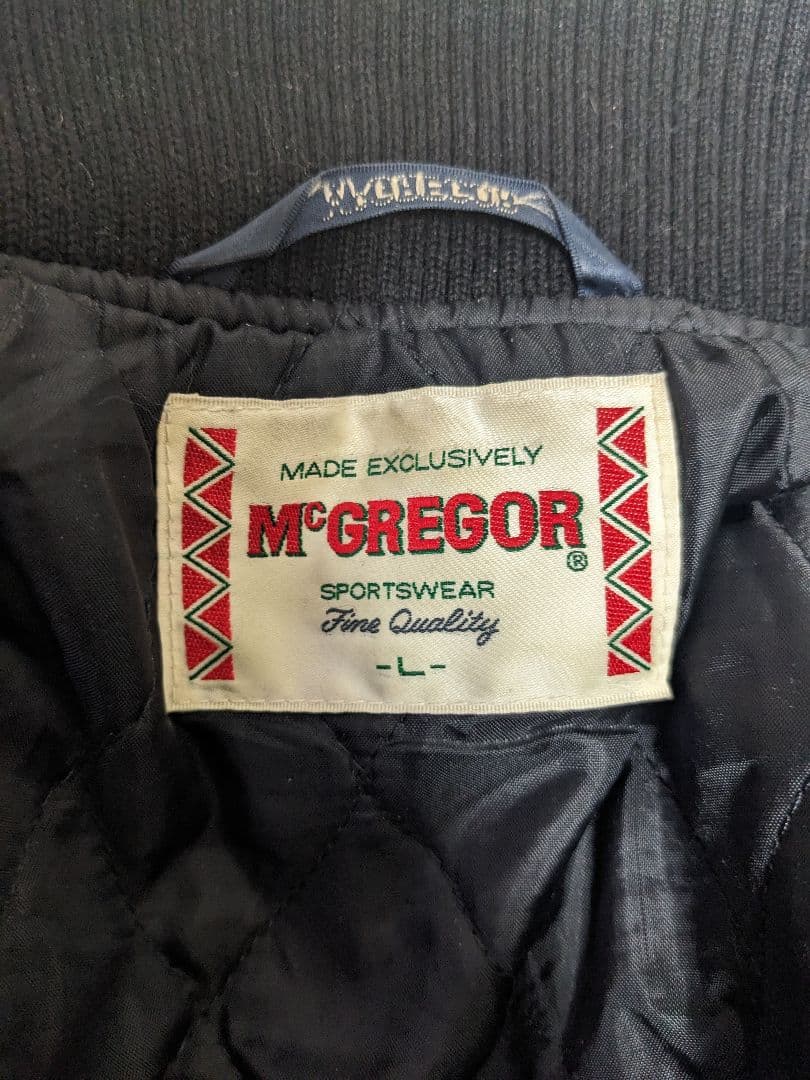 MADE EXCLUSIVELY
McGREGOR®
SPORTSWEAR
Fine Quality
-L-